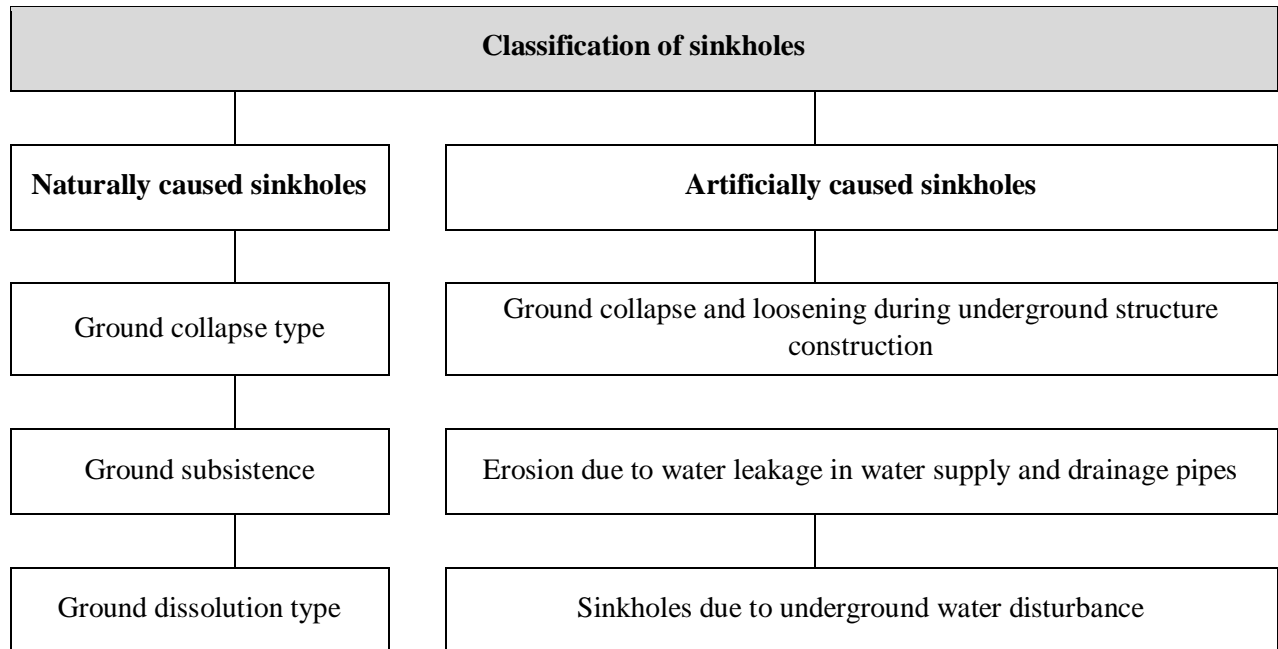 Classification of sinkholes
Naturally caused sinkholes
Artificially caused sinkholes
Ground collapse type
Ground collapse and loosening during underground structure
construction
Ground subsistence
Erosion due to water leakage in water supply and drainage pipes
Ground dissolution type
Sinkholes due to underground water disturbance